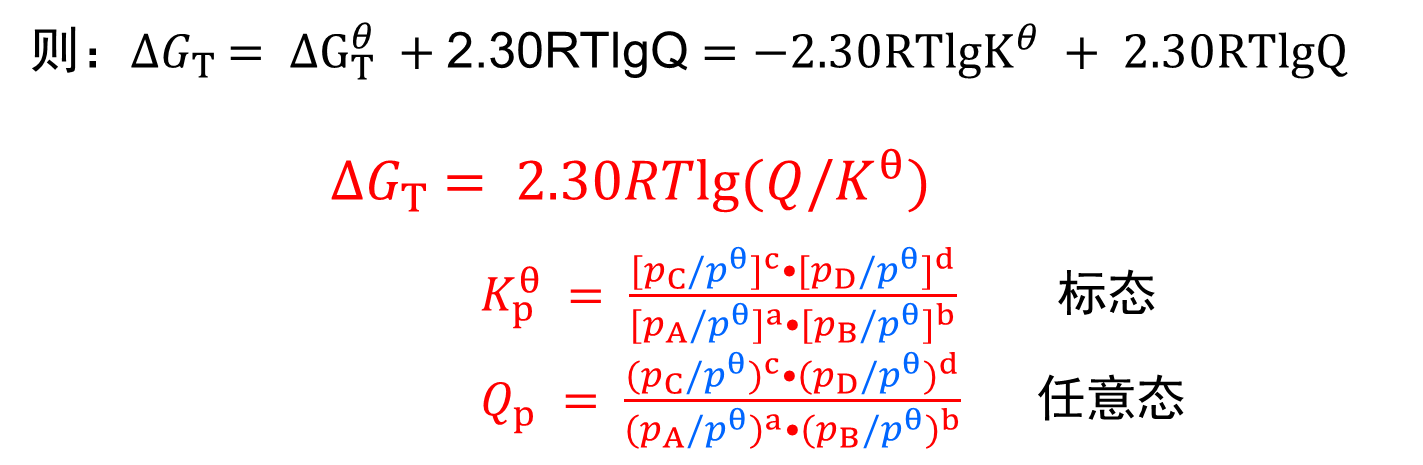 则：ΔG_T = ΔG_T^θ + 2.30RTlgQ = −2.30RTlgK^θ + 2.30RTlgQ
ΔG_T = 2.30RTlg(Q/K^θ)
K_p^θ = [p_C/p^θ]^c•[p_D/p^θ]^d / [p_A/p^θ]^a•[p_B/p^θ]^b 标态
Q_p = (p_C/p^θ)^c•(p_D/p^θ)^d / (p_A/p^θ)^a•(p_B/p^θ)^b 任意态